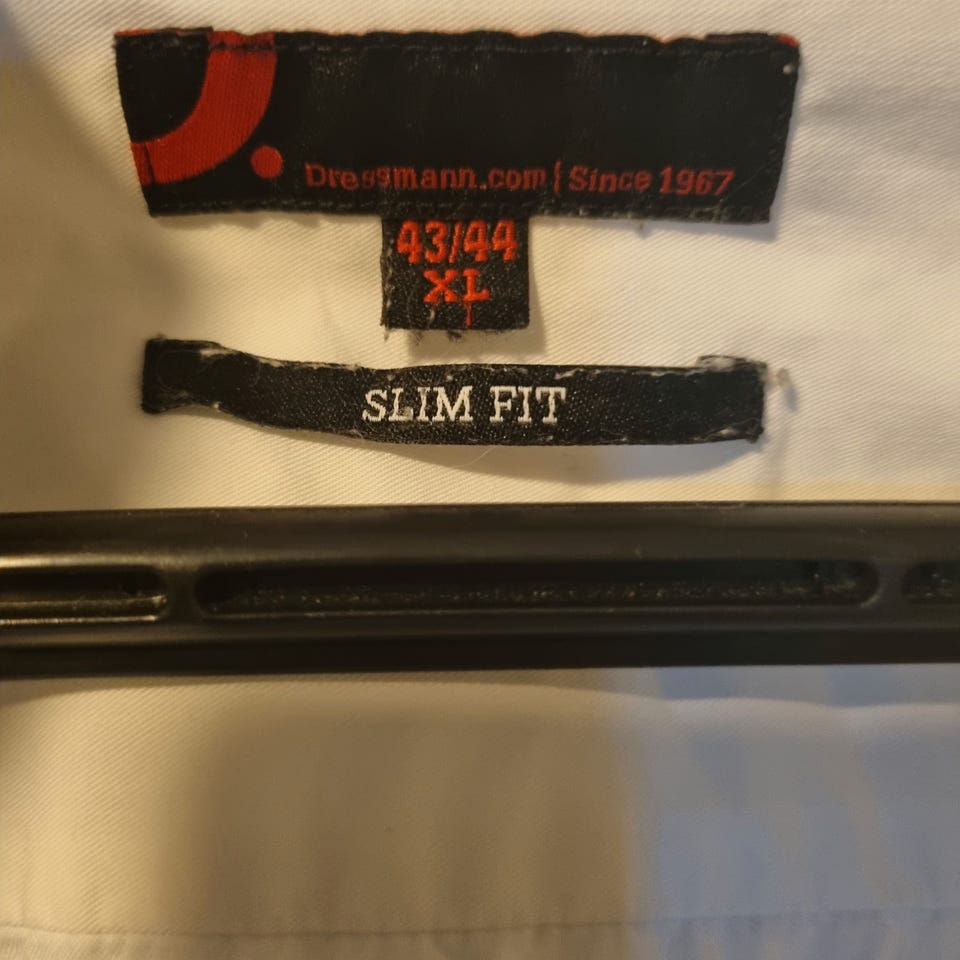 Dressmann.com | Since 1967
43/44
XL
SLIM FIT